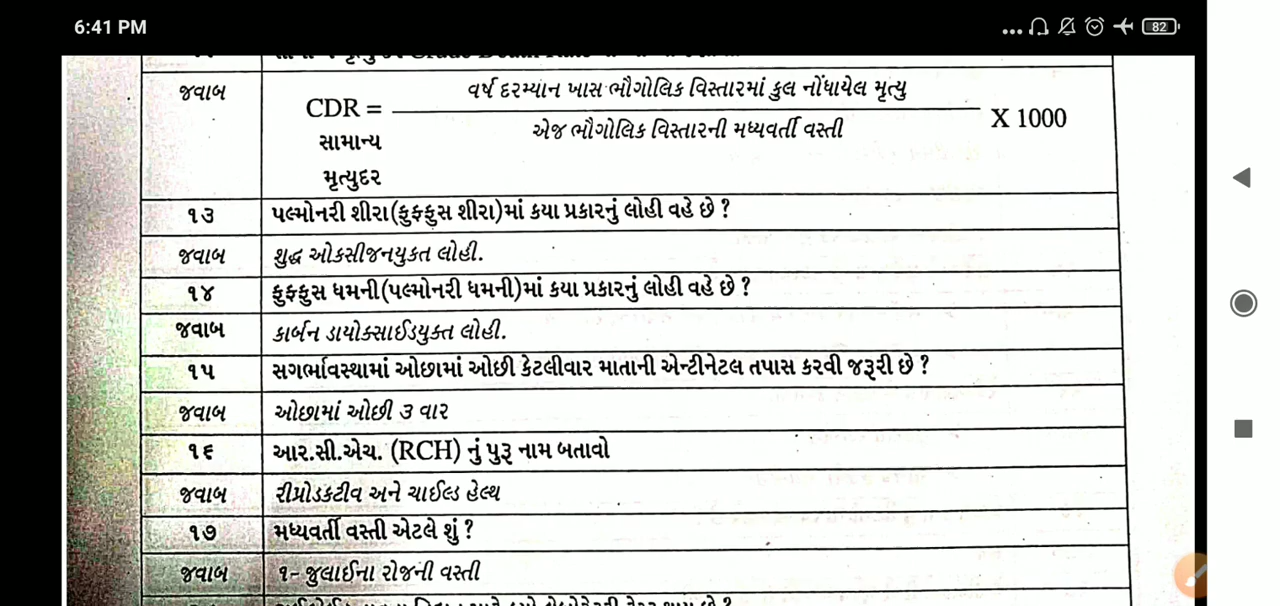 6:41 PM
82
જવાબ
વર્ષ દરમ્યાન ખાસ ભૌગોલિક વિસ્તારમાં કુલ નોંધાયેલ મૃત્યુ
CDR =
X 1000
એજ ભૌગોલિક વિસ્તારની મધ્યવર્તી વસ્તી
સામાન્ય
મૃત્યુદર
૧૩ પલ્મોનરી શીરા(ફુફ્ફુસ શીરા)માં કયા પ્રકારનું લોહી વહે છે ?
જવાબ શુદ્ધ ઓકસીજનયુકત લોહી.
૧૪ ફુફ્ફુસ ધમની(પલ્મોનરી ધમની)માં કયા પ્રકારનું લોહી વહે છે ?
જવાબ કાર્બન ડાયોક્સાઈડયુક્ત લોહી.
૧૫ સગર્ભાવસ્થામાં ઓછામાં ઓછી કેટલીવાર માતાની એન્ટીનેટલ તપાસ કરવી જરૂરી છે ?
જવાબ ઓછામાં ઓછી ૩ વાર
૧૬ આર.સી.એચ. (RCH) નું પુરૂ નામ બતાવો
જવાબ રીપ્રોડકટીવ અને ચાઈલ્ડ હેલ્થ
૧૭ મધ્યવર્તી વસ્તી એટલે શું ?
જવાબ ૧- જુલાઈના રોજની વસ્તી